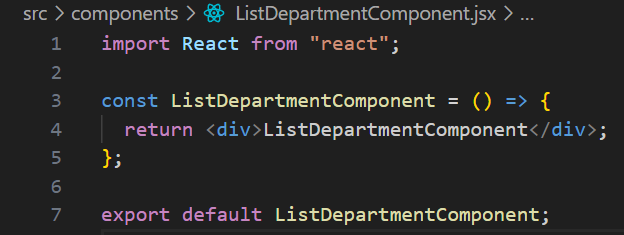 src > components > ListDepartmentComponent.jsx > ...
1 import React from "react";
2
3 const ListDepartmentComponent = () => {
4   return <div>ListDepartmentComponent</div>;
5 };
6
7 export default ListDepartmentComponent;